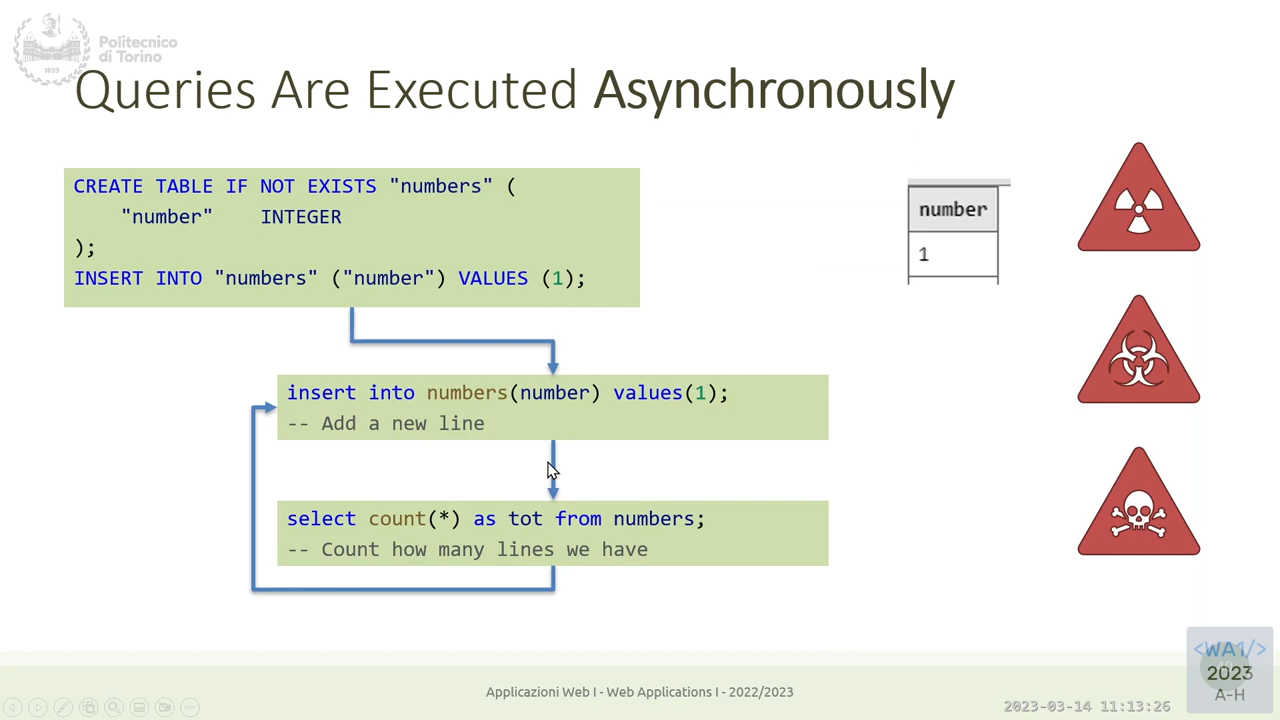 Politecnico
di Torino
1859
Queries Are Executed Asynchronously
CREATE TABLE IF NOT EXISTS "numbers" (
"number" INTEGER
);
INSERT INTO "numbers" ("number") VALUES (1);
number
1
insert into numbers(number) values(1);
-- Add a new line
select count(*) as tot from numbers;
-- Count how many lines we have
Applicazioni Web I - Web Applications I - 2022/2023
2023-03-14 11:13:26
<WA1/>
2023
A-H